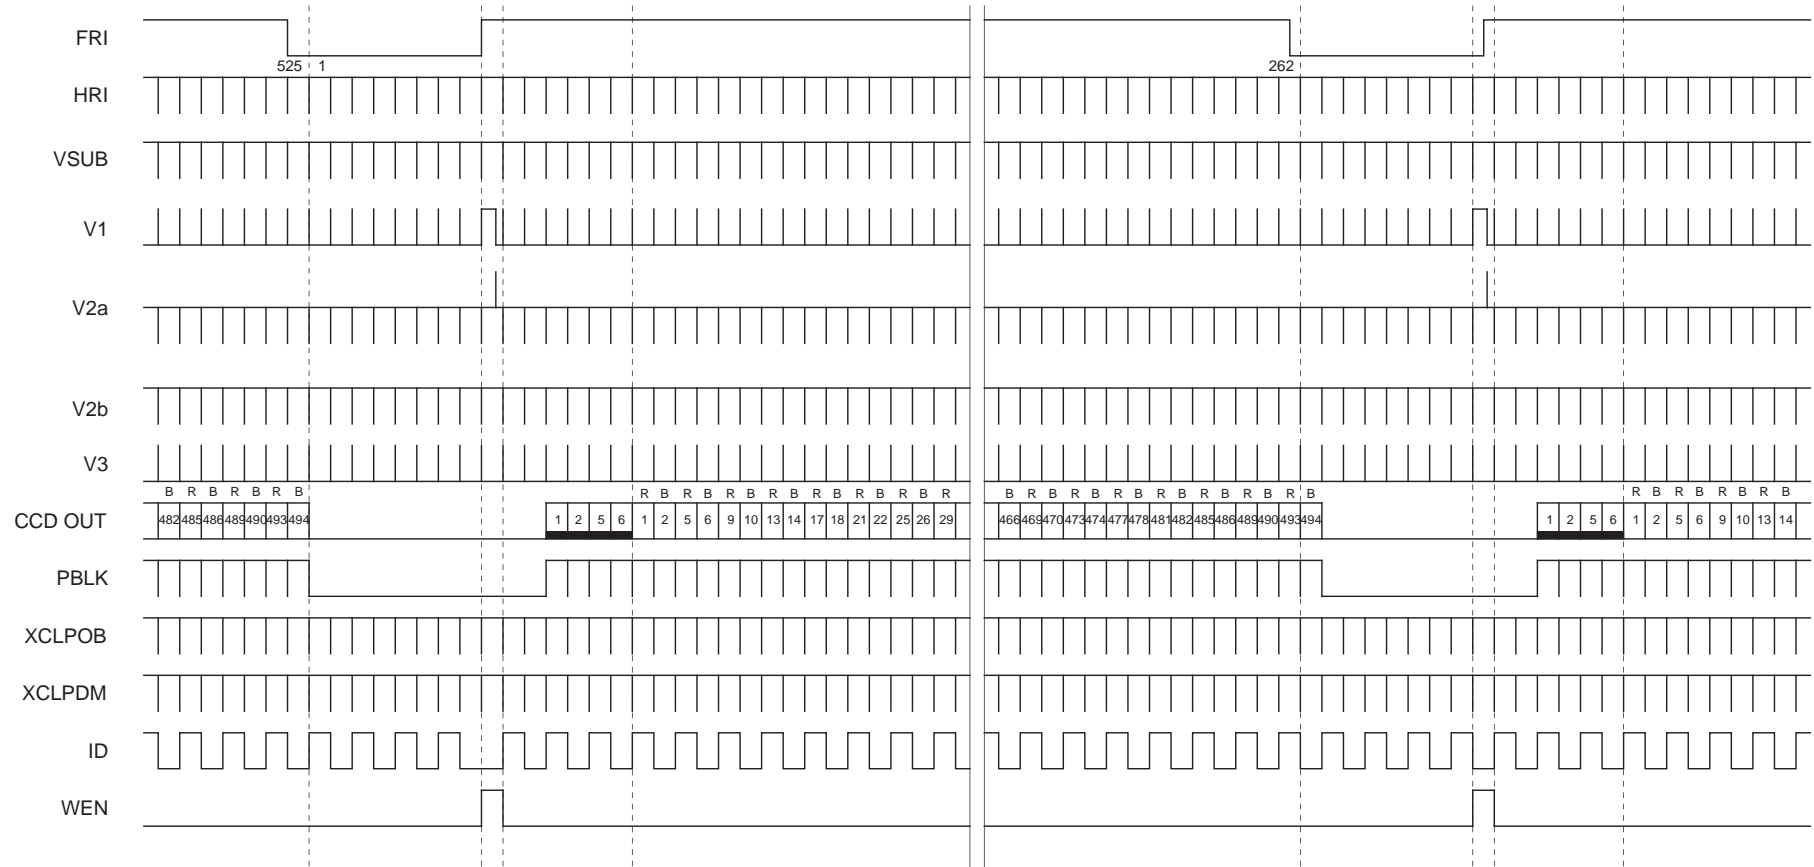 FRI
525 1
262
HRI
VSUB
V1
V2a
V2b
V3
B R B R B R B
R B R B R B R B R B R B R B R
B R B R B R B R B R B R B R B
R B R B R B R B
CCD OUT
482 485 486 489 490 493 494
1 2 5 6 1 2 5 6 9 10 13 14 17 18 21 22 25 26 29
466 469 470 473 474 477 478 481 482 485 486 489 490 493 494
1 2 5 6 1 2 5 6 9 10 13 14
PBLK
XCLPOB
XCLPDM
ID
WEN